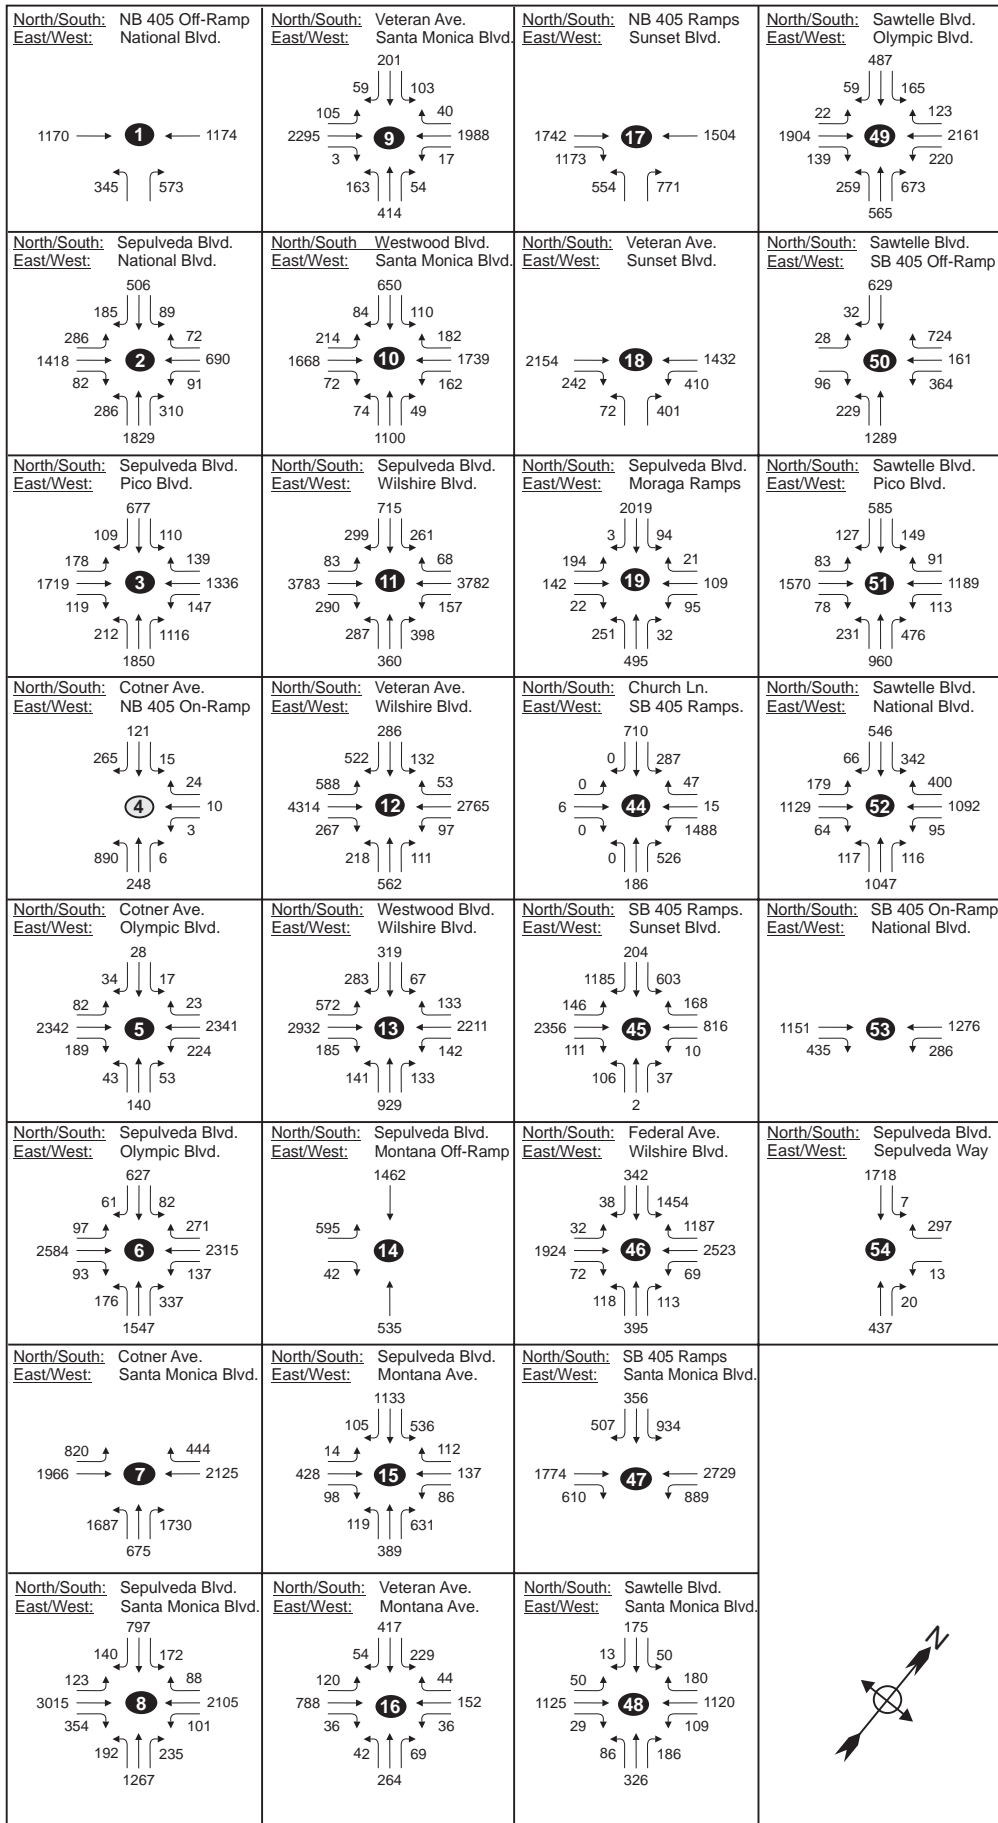 North/South: NB 405 Off-Ramp
East/West: National Blvd.
1170 1 1174
345 573
North/South: Sepulveda Blvd.
East/West: National Blvd.
506
185 89
286 72
1418 2 690
82 91
286 310
1829
North/South: Sepulveda Blvd.
East/West: Pico Blvd.
677
109 110
178 139
1719 3 1336
119 147
212 1116
1850
North/South: Cotner Ave.
East/West: NB 405 On-Ramp
121
265 15
24
4 10
3
890 6
248
North/South: Cotner Ave.
East/West: Olympic Blvd.
28
34 17
82 23
2342 5 2341
189 224
43 53
140
North/South: Sepulveda Blvd.
East/West: Olympic Blvd.
627
61 82
97 271
2584 6 2315
93 137
176 337
1547
North/South: Cotner Ave.
East/West: Santa Monica Blvd.
820 444
1966 7 2125
1687 1730
675
North/South: Sepulveda Blvd.
East/West: Santa Monica Blvd.
797
140 172
123 88
3015 8 2105
354 101
192 235
1267
North/South: Veteran Ave.
East/West: Santa Monica Blvd.
201
59 103
105 40
2295 9 1988
3 17
163 54
414
North/South Westwood Blvd.
East/West: Santa Monica Blvd.
650
84 110
214 182
1668 10 1739
72 162
74 49
1100
North/South: Sepulveda Blvd.
East/West: Wilshire Blvd.
715
299 261
83 68
3783 11 3782
290 157
287 398
360
North/South: Veteran Ave.
East/West: Wilshire Blvd.
286
522 132
588 53
4314 12 2765
267 97
218 111
562
North/South: Westwood Blvd.
East/West: Wilshire Blvd.
319
283 67
572 133
2932 13 2211
185 142
141 133
929
North/South: Sepulveda Blvd.
East/West: Montana Off-Ramp
1462
595
14
42
535
North/South: Sepulveda Blvd.
East/West: Montana Ave.
1133
105 536
14 112
428 15 137
98 86
119 631
389
North/South: Veteran Ave.
East/West: Montana Ave.
417
54 229
120 44
788 16 152
36 36
42 69
264
North/South: NB 405 Ramps
East/West: Sunset Blvd.
1742 17 1504
1173
554 771
North/South: Veteran Ave.
East/West: Sunset Blvd.
2154 18 1432
242 410
72 401
North/South: Sepulveda Blvd.
East/West: Moraga Ramps
2019
3 94
194 21
142 19 109
22 95
251 32
495
North/South: Church Ln.
East/West: SB 405 Ramps.
710
0 287
0 47
6 44 15
0 1488
0 526
186
North/South: SB 405 Ramps.
East/West: Sunset Blvd.
204
1185 603
146 168
2356 45 816
111 10
106 37
2
North/South: Federal Ave.
East/West: Wilshire Blvd.
342
38 1454
32 1187
1924 46 2523
72 69
118 113
395
North/South: SB 405 Ramps
East/West: Santa Monica Blvd.
356
507 934
1774 47 2729
610 889
North/South: Sawtelle Blvd.
East/West: Santa Monica Blvd.
175
13 50
50 180
1125 48 1120
29 109
86 186
326
North/South: Sawtelle Blvd.
East/West: Olympic Blvd.
487
59 165
22 123
1904 49 2161
139 220
259 673
565
North/South: Sawtelle Blvd.
East/West: SB 405 Off-Ramp
629
32
28 724
50 161
96 364
229
1289
North/South: Sawtelle Blvd.
East/West: Pico Blvd.
585
127 149
83 91
1570 51 1189
78 113
231 476
960
North/South: Sawtelle Blvd.
East/West: National Blvd.
546
66 342
179 400
1129 52 1092
64 95
117 116
1047
North/South: SB 405 On-Ramp
East/West: National Blvd.
1151 53 1276
435 286
North/South: Sepulveda Blvd.
East/West: Sepulveda Way
1718
7
297
54
13
20
437
N